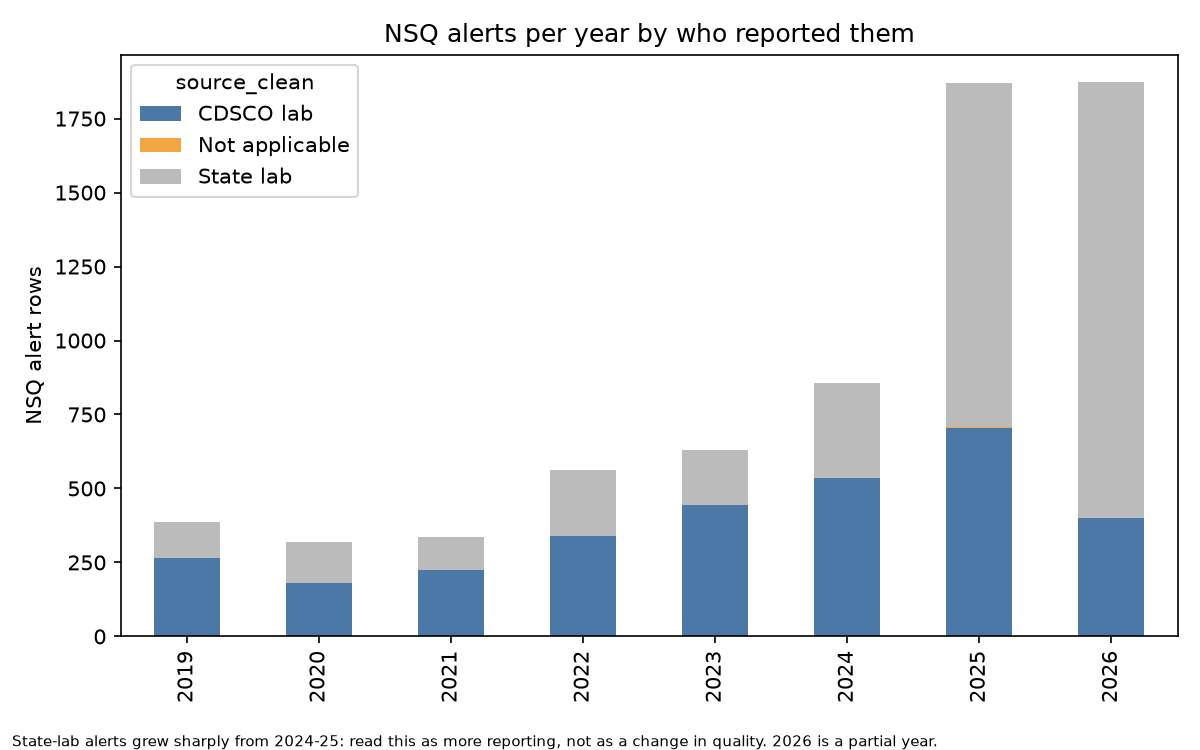 NSQ alerts per year by who reported them
source_clean
CDSCO lab
Not applicable
State lab
NSQ alert rows
1750
1500
1250
1000
750
500
250
0
2019
2020
2021
2022
2023
2024
2025
2026
State-lab alerts grew sharply from 2024-25: read this as more reporting, not as a change in quality. 2026 is a partial year.